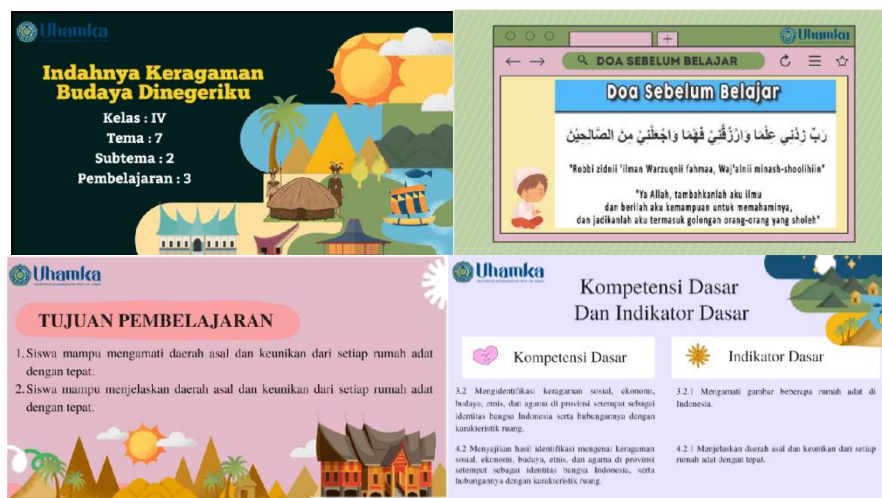 Uhamka
Indahnya Keragaman
Budaya Dinegeriku
Kelas : IV
Tema : 7
Subtema : 2
Pembelajaran : 3
Uhamka
DOA SEBELUM BELAJAR
Doa Sebelum Belajar
رَبِّ زِدْنِي عِلْمًا وَارْزُقْنِيْ فَهْمًا وَاجْعَلْنِيْ مِنَ الصَّالِحِيْنَ
"Robbi zidnii 'ilman Warzuqnii fahmaa, Waj'alnii minash-shoolihiin"
"Ya Allah, tambahkanlah aku ilmu
dan berilah aku kemampuan untuk memahaminya,
dan jadikanlah aku termasuk golongan orang-orang yang sholeh"
Uhamka
TUJUAN PEMBELAJARAN
1. Siswa mampu mengamati daerah asal dan keunikan dari setiap rumah adat
dengan tepat.
2. Siswa mampu menjelaskan daerah asal dan keunikan dari setiap rumah adat
dengan tepat.
Uhamka
Kompetensi Dasar
Dan Indikator Dasar
Kompetensi Dasar
3.2 Mengidentifikasi keragaman sosial, ekonomi,
budaya, etnis, dan agama di provinsi setempat sebagai
identitas bangsa Indonesia serta hubungannya dengan
karakteristik ruang.
4.2 Menyajikan hasil identifikasi mengenai keragaman
sosial, ekonomi, budaya, etnis, dan agama di provinsi
setempat sebagai identitas bangsa Indonesia, serta
hubungannya dengan karakteristik ruang.
Indikator Dasar
3.2.1 Mengamati gambar beberapa rumah adat di
Indonesia.
4.2.1 Menjelaskan daerah asal dan keunikan dari setiap
rumah adat dengan tepat.